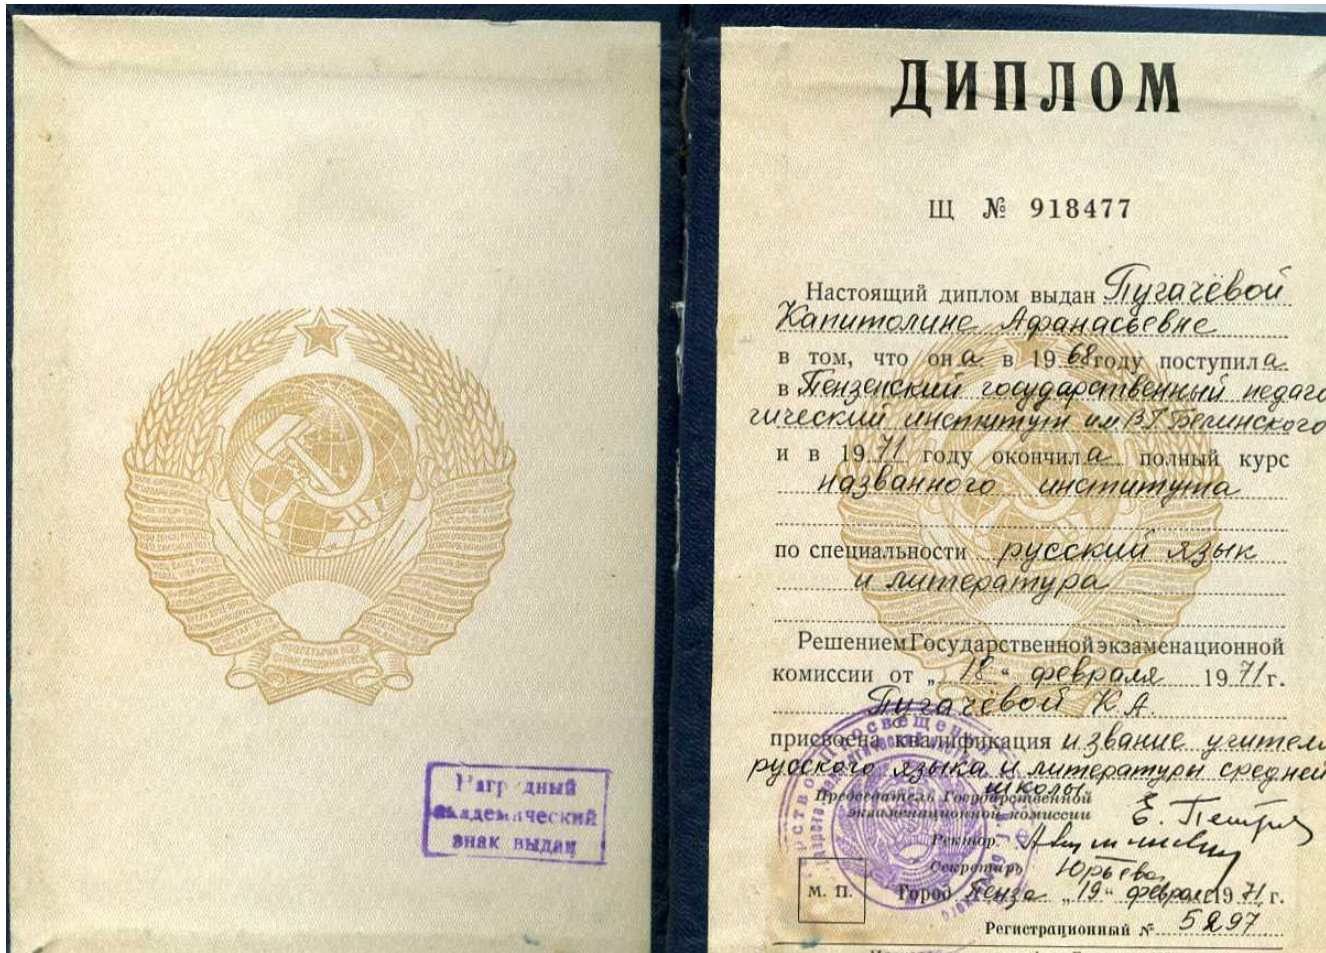 Нагрудный
академический
знак выдан
ДИПЛОМ
Щ № 918477
Настоящий диплом выдан Пугачёвой
Капитолине Афанасьевне
в том, что она в 1968 году поступила
в Пензенский государственный педаго
гический институт им В.Г. Белинского
и в 1971 году окончила полный курс
названного института
по специальности русский язык
и литература
Решением Государственной экзаменационной
комиссии от „18“ февраля 1971 г.
Пугачёвой К.А.
присвоена квалификация и звание учителя
русского языка и литературы средней
школы
Председатель Государственной
экзаменационной комиссии
Е. Петров
Ректор
Секретарь Юрьева
М. П. Город Пенза „19“ февраля 1971 г.
Регистрационный № 5297